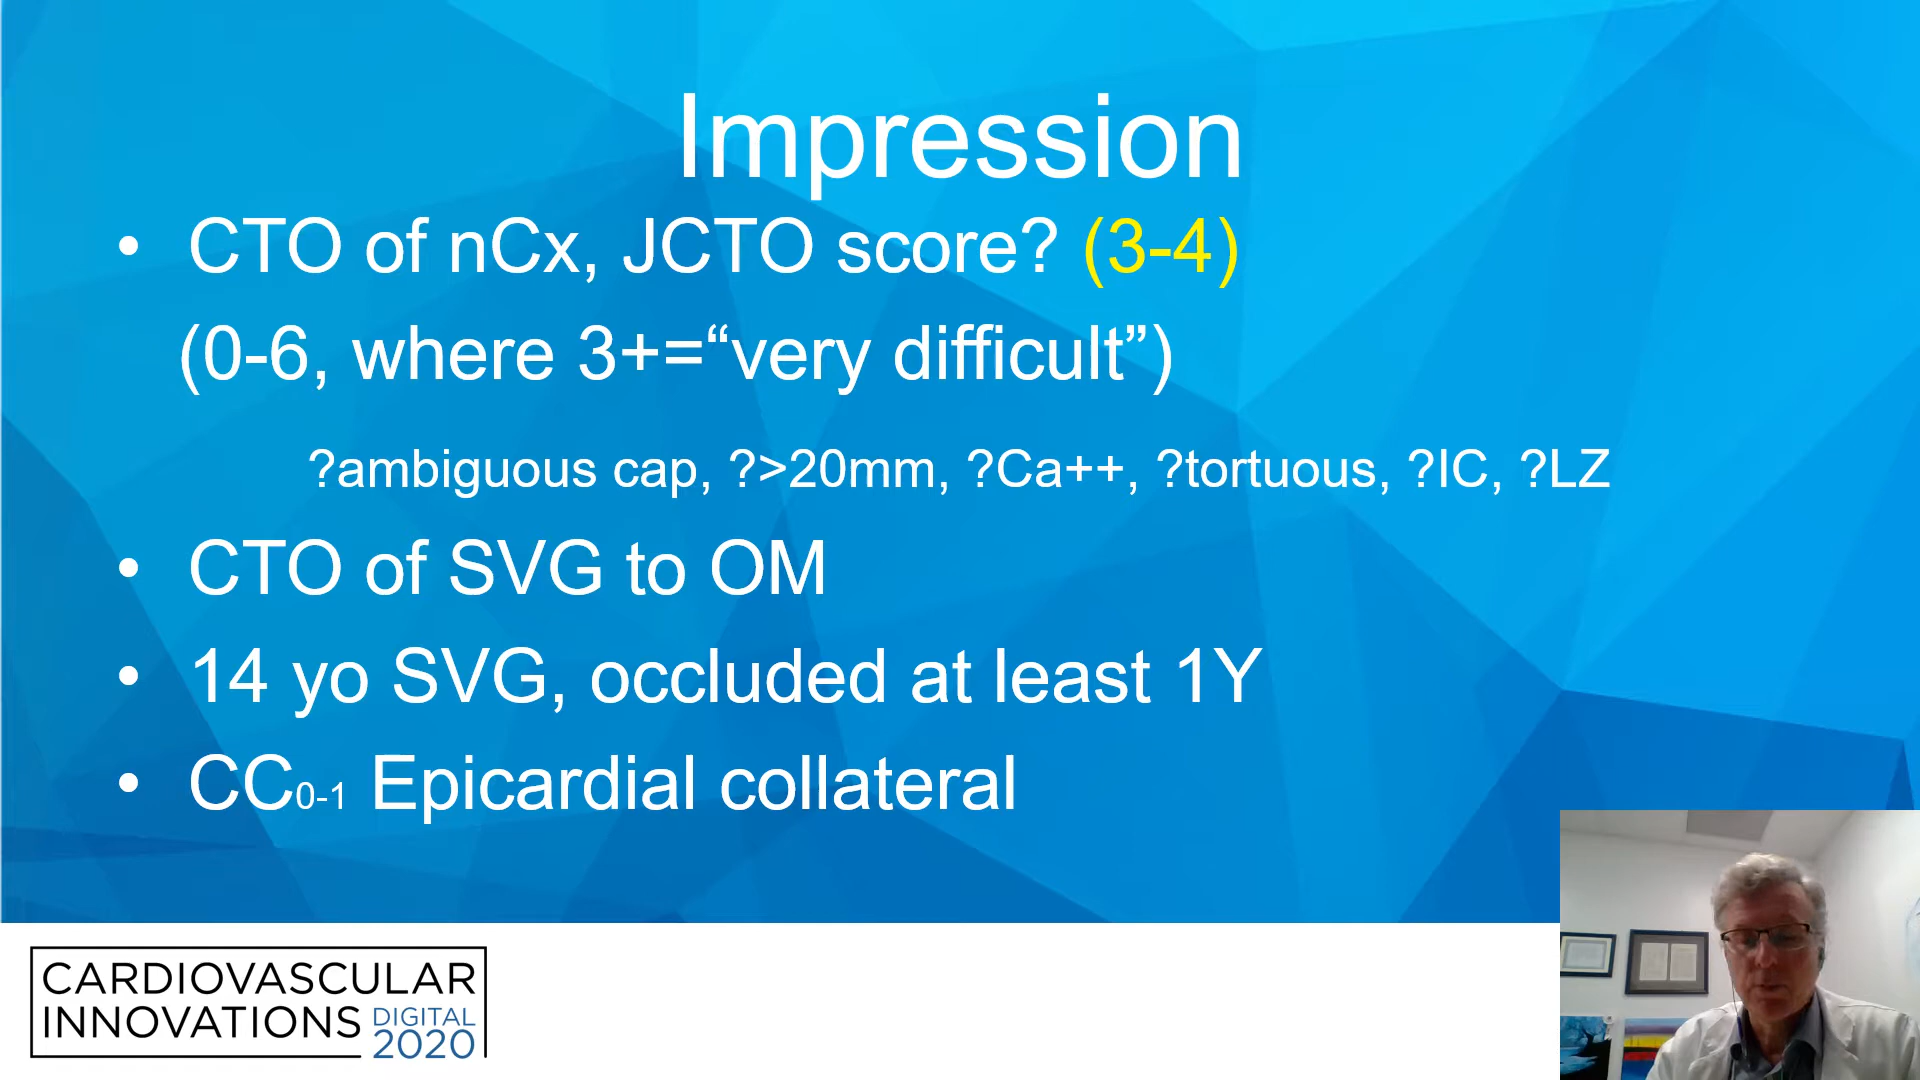 Impression
• CTO of nCx, JCTO score? (3-4)
(0-6, where 3+=“very difficult”)
?ambiguous cap, ?>20mm, ?Ca++, ?tortuous, ?IC, ?LZ
• CTO of SVG to OM
• 14 yo SVG, occluded at least 1Y
• CC0-1 Epicardial collateral
CARDIOVASCULAR
INNOVATIONS DIGITAL
2020